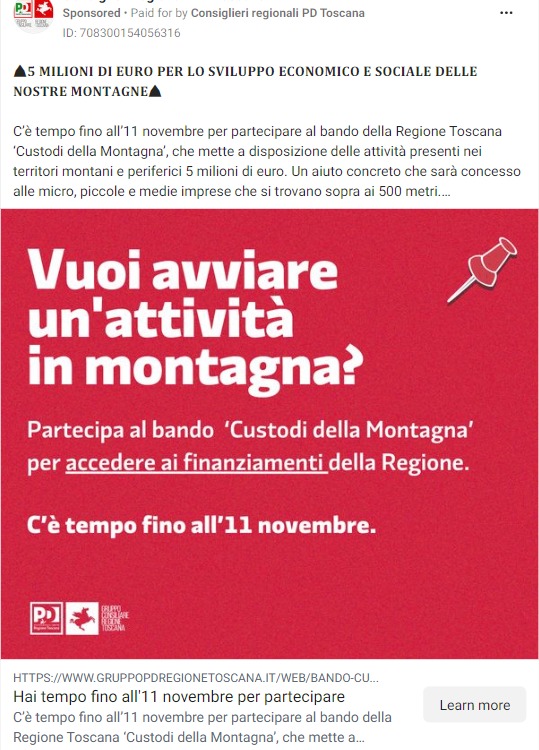 Sponsored • Paid for by Consiglieri regionali PD Toscana
ID: 708300154056316
5 MILIONI DI EURO PER LO SVILUPPO ECONOMICO E SOCIALE DELLE
NOSTRE MONTAGNE
C'è tempo fino all'11 novembre per partecipare al bando della Regione Toscana
'Custodi della Montagna', che mette a disposizione delle attività presenti nei
territori montani e periferici 5 milioni di euro. Un aiuto concreto che sarà concesso
alle micro, piccole e medie imprese che si trovano sopra ai 500 metri....
Vuoi avviare
un'attività
in montagna?
Partecipa al bando 'Custodi della Montagna'
per accedere ai finanziamenti della Regione.
C'è tempo fino all'11 novembre.
PD
GRUPPO
CONSILIARE
REGIONE
TOSCANA
HTTPS://WWW.GRUPPOPDREGIONETOSCANA.IT/WEB/BANDO-CU...
Hai tempo fino all'11 novembre per partecipare
C'è tempo fino all'11 novembre per partecipare al bando della
Regione Toscana 'Custodi della Montagna', che mette a...
Learn more